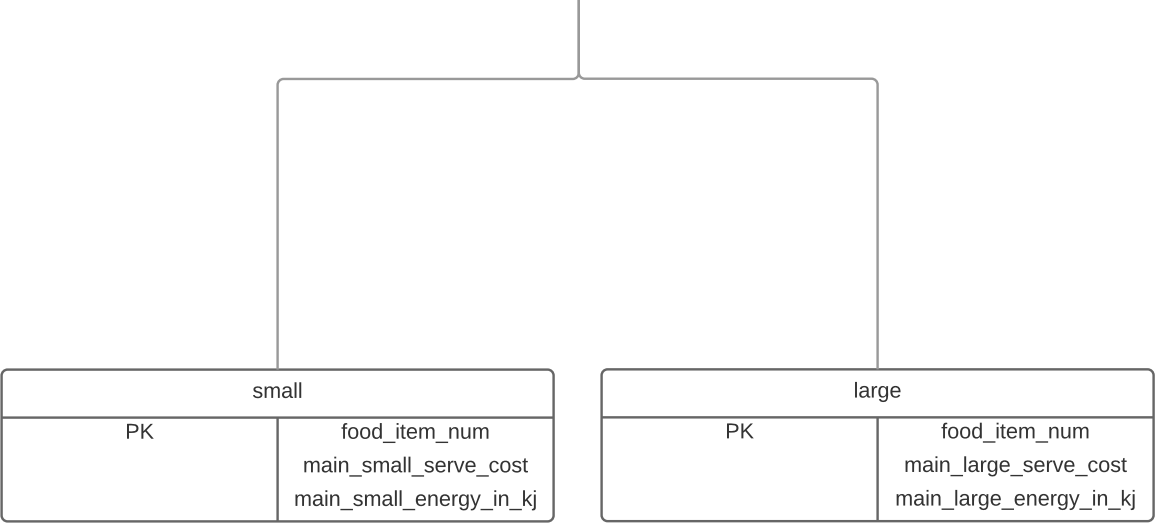 small
PK food_item_num
main_small_serve_cost
main_small_energy_in_kj
large
PK food_item_num
main_large_serve_cost
main_large_energy_in_kj